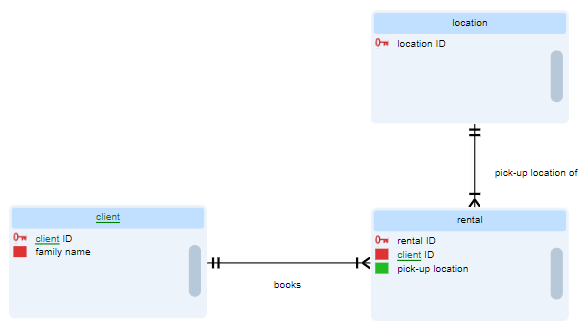 location
location ID
pick-up location of
client
client ID
family name
books
rental
rental ID
client ID
pick-up location